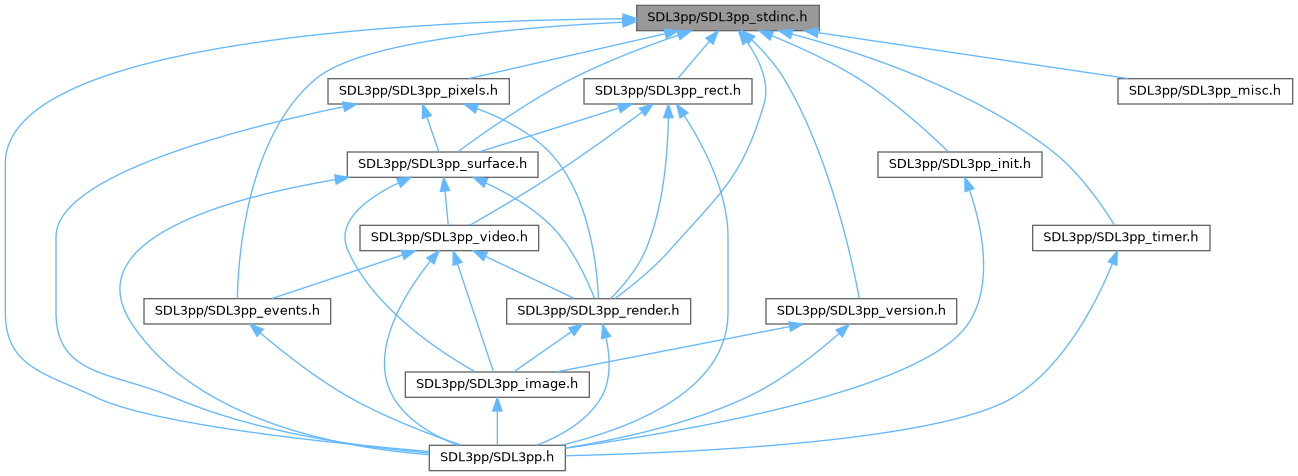 SDL3pp/SDL3pp_stdinc.h
SDL3pp/SDL3pp_pixels.h
SDL3pp/SDL3pp_rect.h
SDL3pp/SDL3pp_misc.h
SDL3pp/SDL3pp_surface.h
SDL3pp/SDL3pp_init.h
SDL3pp/SDL3pp_video.h
SDL3pp/SDL3pp_timer.h
SDL3pp/SDL3pp_events.h
SDL3pp/SDL3pp_render.h
SDL3pp/SDL3pp_version.h
SDL3pp/SDL3pp_image.h
SDL3pp/SDL3pp.h